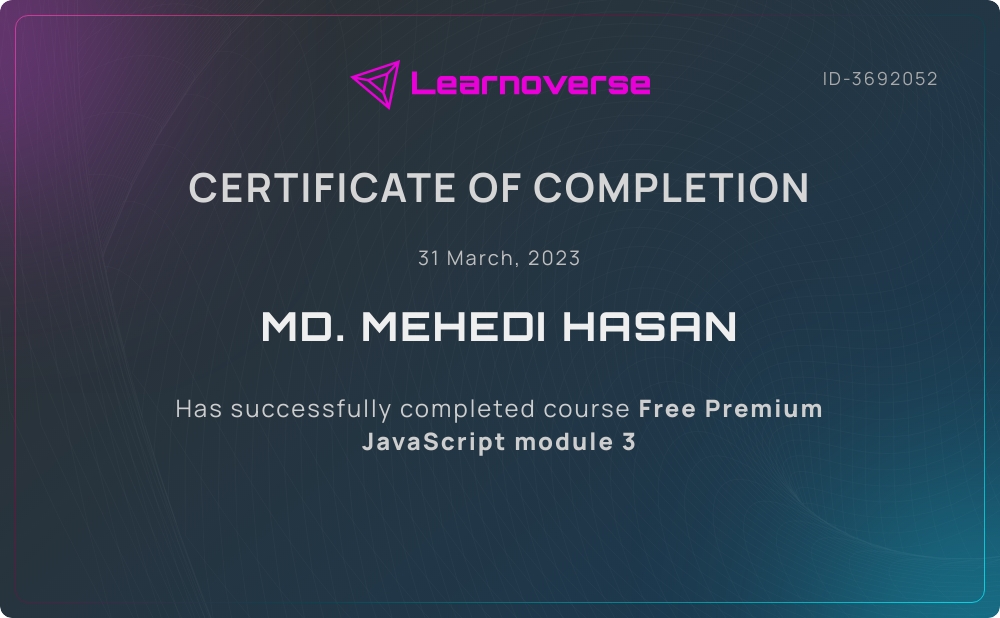 Learnoverse
ID-3692052
CERTIFICATE OF COMPLETION
31 March, 2023
MD. MEHEDI HASAN
Has successfully completed course Free Premium
JavaScript module 3